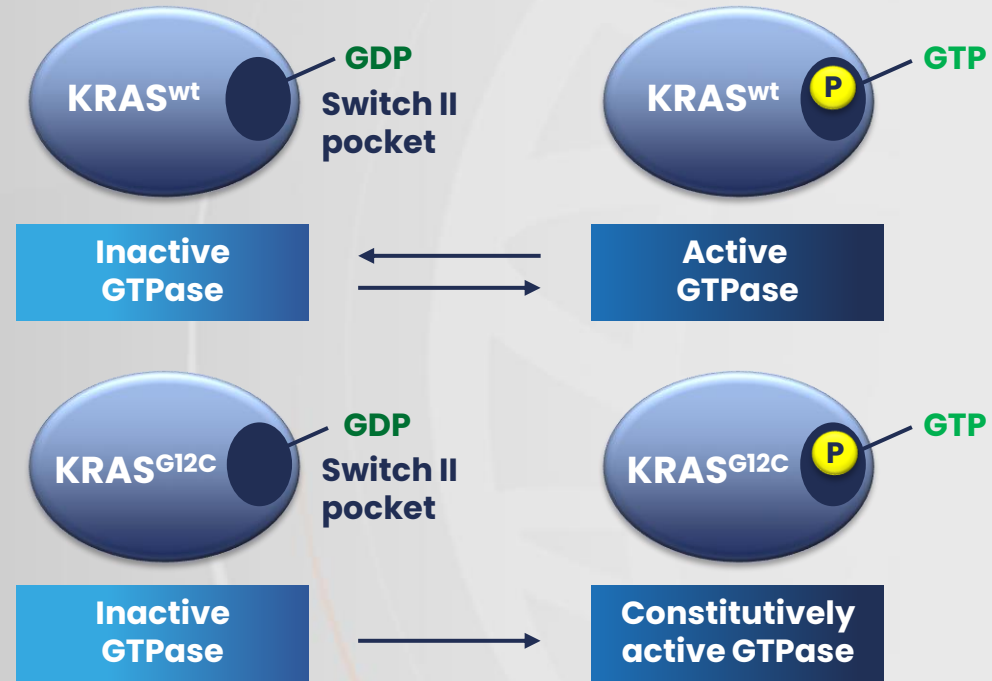 GDP
KRASwt
Switch II
pocket
GTP
P
KRASwt
Inactive
GTPase
Active
GTPase
GDP
KRASG12C
Switch II
pocket
GTP
P
KRASG12C
Inactive
GTPase
Constitutively
active GTPase